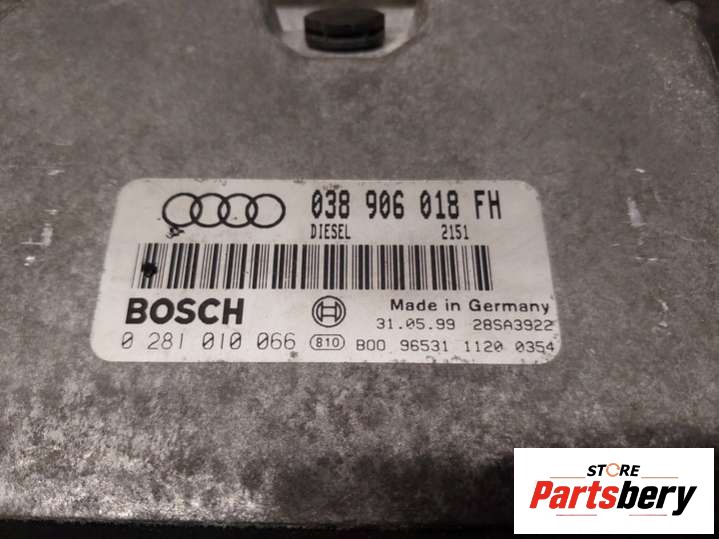 038 906 018 FH
DIESEL 2151
BOSCH
Made in Germany
31.05.99 28SA3922
0 281 010 066 B10 B00 96531 1120 0354
STORE
Partsbery